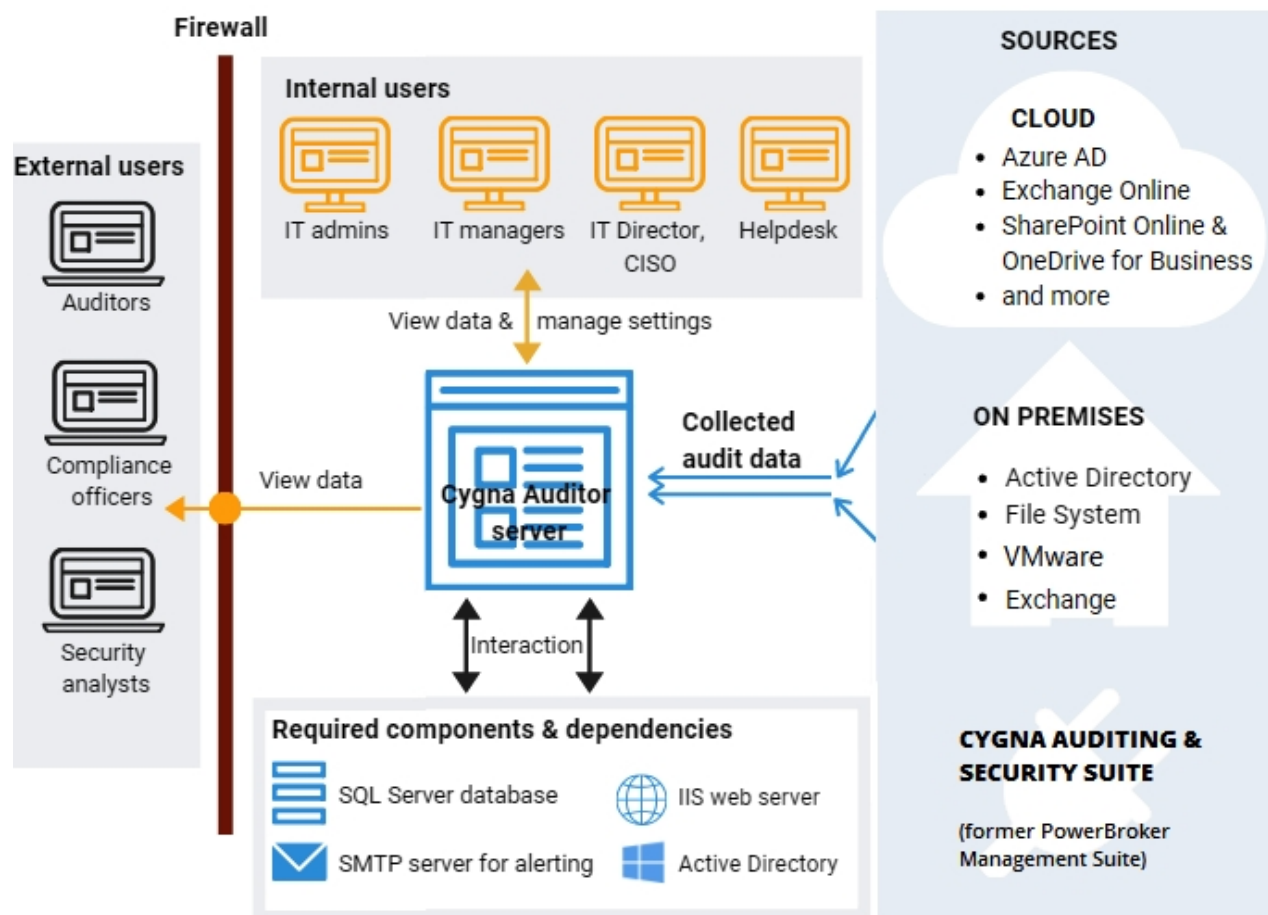 Firewall
External users
Auditors
Compliance
officers
Security
analysts
Internal users
IT admins
IT managers
IT Director,
CISO
Helpdesk
View data & manage settings
View data
Cygna Auditor
server
Collected
audit data
Interaction
Required components & dependencies
SQL Server database
IIS web server
SMTP server for alerting
Active Directory
SOURCES
CLOUD
• Azure AD
• Exchange Online
• SharePoint Online &
OneDrive for Business
• and more
ON PREMISES
• Active Directory
• File System
• VMware
• Exchange
CYGNA AUDITING &
SECURITY SUITE
(former PowerBroker
Management Suite)